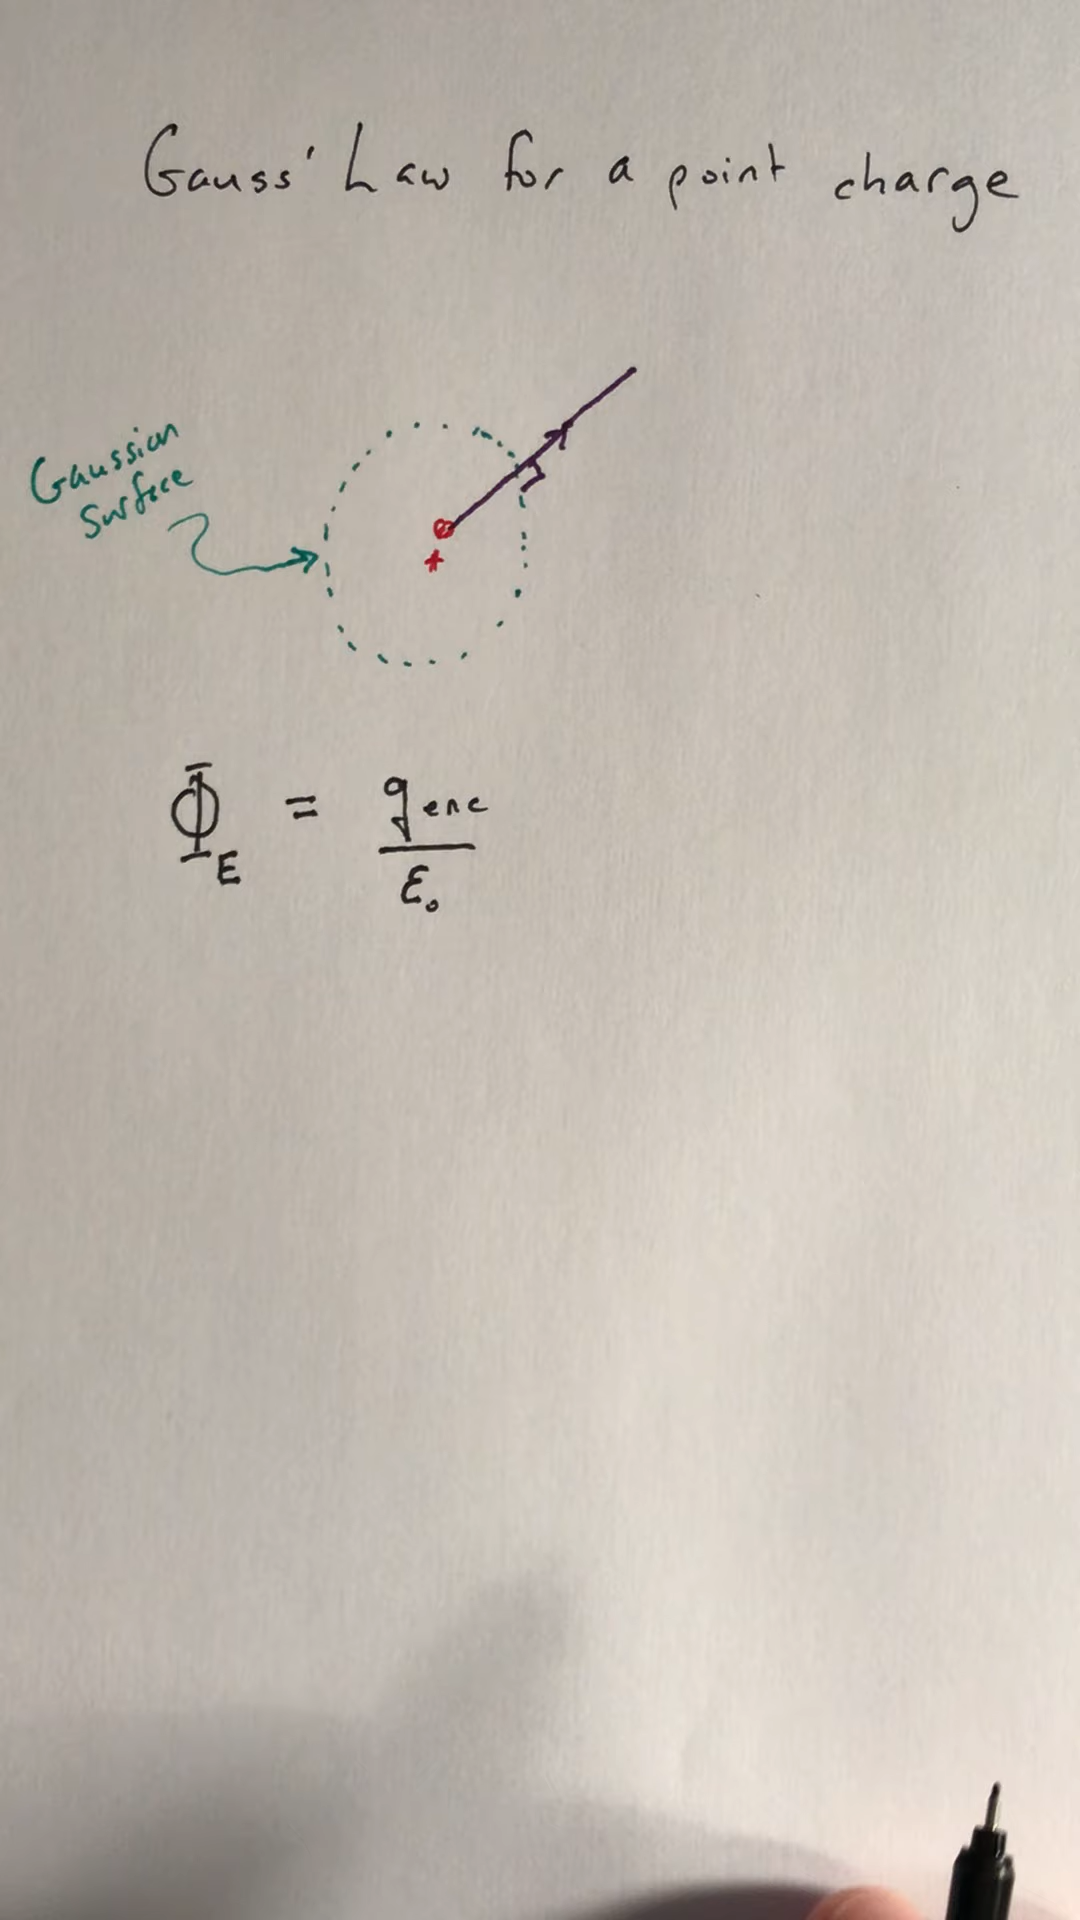 Gauss' Law for a point charge
Gaussian
Surface
+
Φ_E = q_enc / ε₀